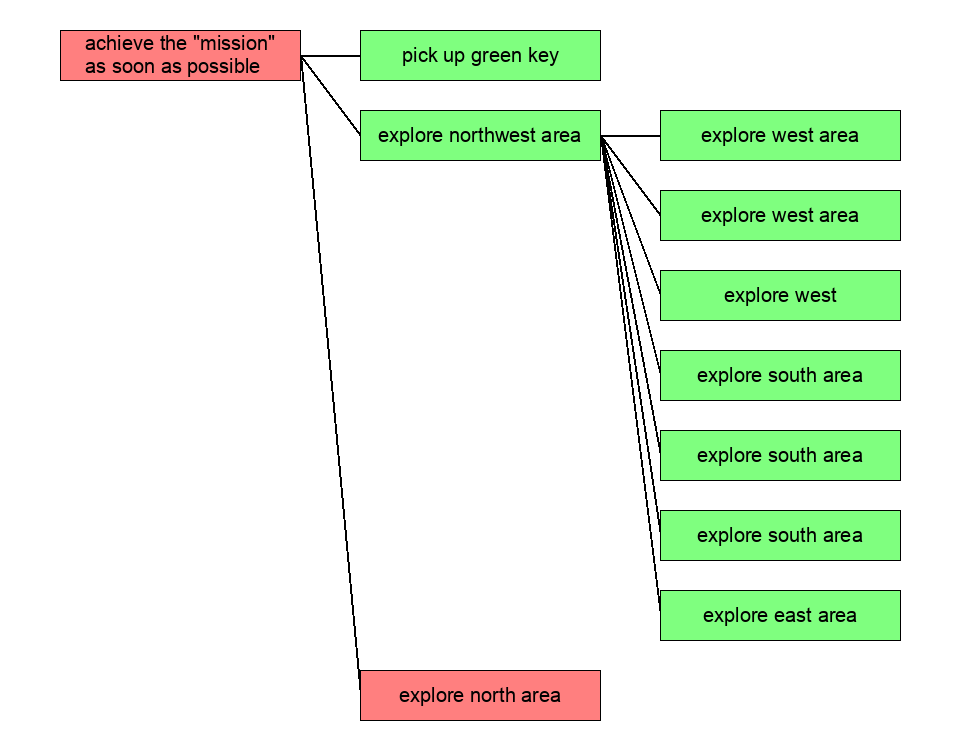 achieve the "mission"
as soon as possible
pick up green key
explore northwest area
explore west area
explore west area
explore west
explore south area
explore south area
explore south area
explore east area
explore north area